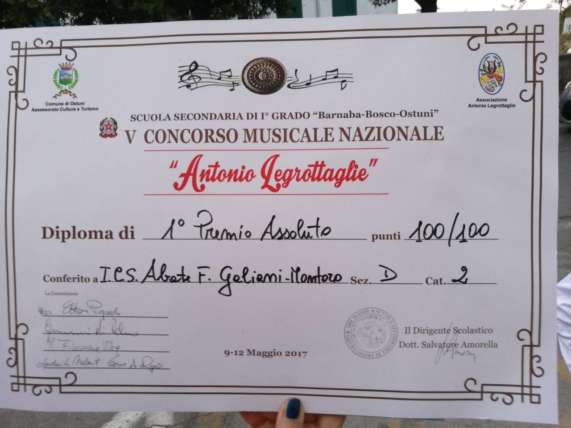 Comune di Ostuni
Assessorato Cultura e Turismo
Associazione
Antonio Legrottaglie
SCUOLA SECONDARIA DI I° GRADO "Barnaba-Bosco-Ostuni"
V CONCORSO MUSICALE NAZIONALE
"Antonio Legrottaglie"
Diploma di 1° Premio Assoluto punti 100/100
Conferito a I.C.S. Abate F. Galiani-Montoro Sez. D Cat. 2
La Commissione
Il Dirigente Scolastico
Dott. Salvatore Amorella
9-12 Maggio 2017